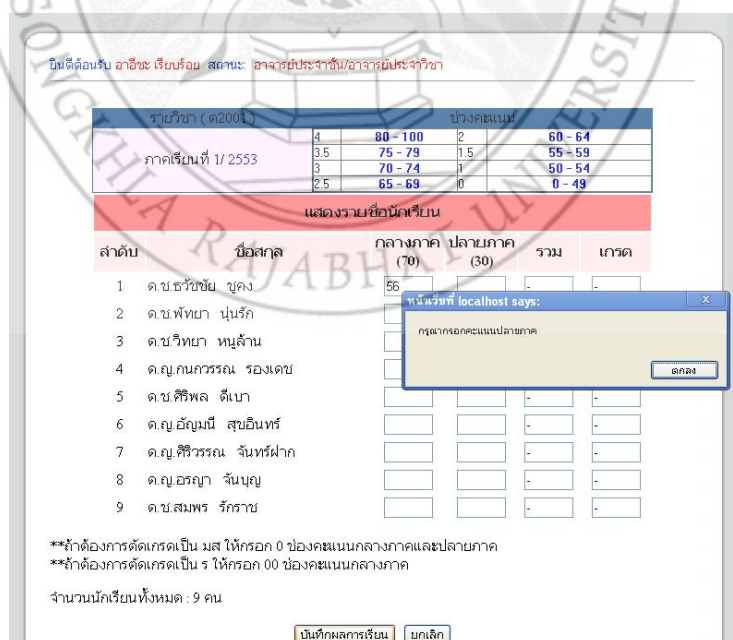 ยินดีต้อนรับ อาอีซะ เรียบร้อย สถานะ: อาจารย์ประจำชั้น/อาจารย์ประจำวิชา
รายวิชา ( ค2001 ) ช่วงคะแนน
ภาคเรียนที่ 1/ 2553
4 80 - 100 2 60 - 64
3.5 75 - 79 1.5 55 - 59
3 70 - 74 1 50 - 54
2.5 65 - 69 0 0 - 49
แสดงรายชื่อนักเรียน
ลำดับ ชื่อสกุล กลางภาค (70) ปลายภาค (30) รวม เกรด
1 ด.ช.ธวัชชัย ชูคง 56 - -
2 ด.ช.พัทยา นุ่นรัก
3 ด.ช.วิทยา หนูล้าน
4 ด.ญ.กนกวรรณ รองเดช
5 ด.ช.ศิริพล ดีเบา - -
6 ด.ญ.อัญมนี สุขอินทร์ - -
7 ด.ญ.ศิริวรรณ จันทร์ฝาก - -
8 ด.ญ.อรญา จันบุญ - -
9 ด.ช.สมพร รักราช - -
หน้าเว็บที่ localhost says:
X
กรุณากรอกคะแนนปลายภาค
ตกลง
**ถ้าต้องการตัดเกรดเป็น มส ให้กรอก 0 ช่องคะแนนกลางภาคและปลายภาค
**ถ้าต้องการตัดเกรดเป็น ร ให้กรอก 00 ช่องคะแนนกลางภาค
จำนวนนักเรียนทั้งหมด : 9 คน
บันทึกผลการเรียน ยกเลิก
SONGKHLA RAJABHAT UNIVERSITY